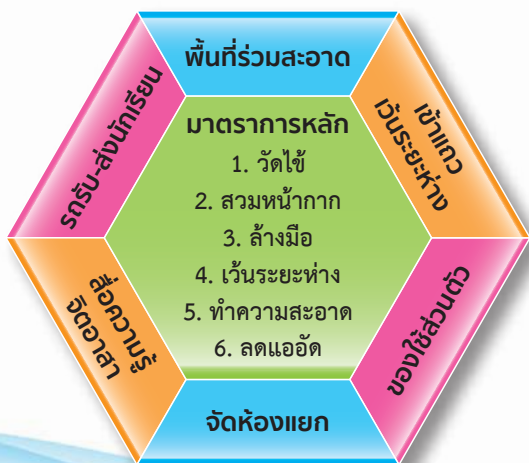 พื้นที่ร่วมสะอาด
เข้าแถว
เว้นระยะห่าง
ของใช้ส่วนตัว
จัดห้องแยก
สื่อความรู้
จิตอาสา
รถรับ-ส่งนักเรียน
มาตราการหลัก
1. วัดไข้
2. สวมหน้ากาก
3. ล้างมือ
4. เว้นระยะห่าง
5. ทำความสะอาด
6. ลดแออัด